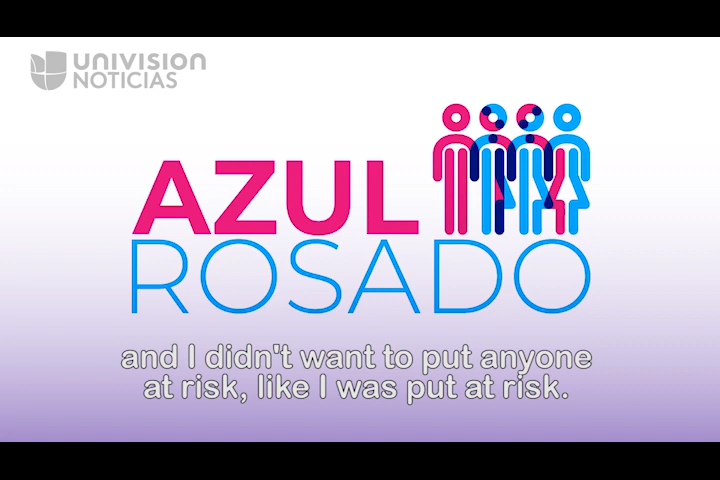 UNIVISION
NOTICIAS
AZUL
ROSADO
and I didn't want to put anyone
at risk, like I was put at risk.